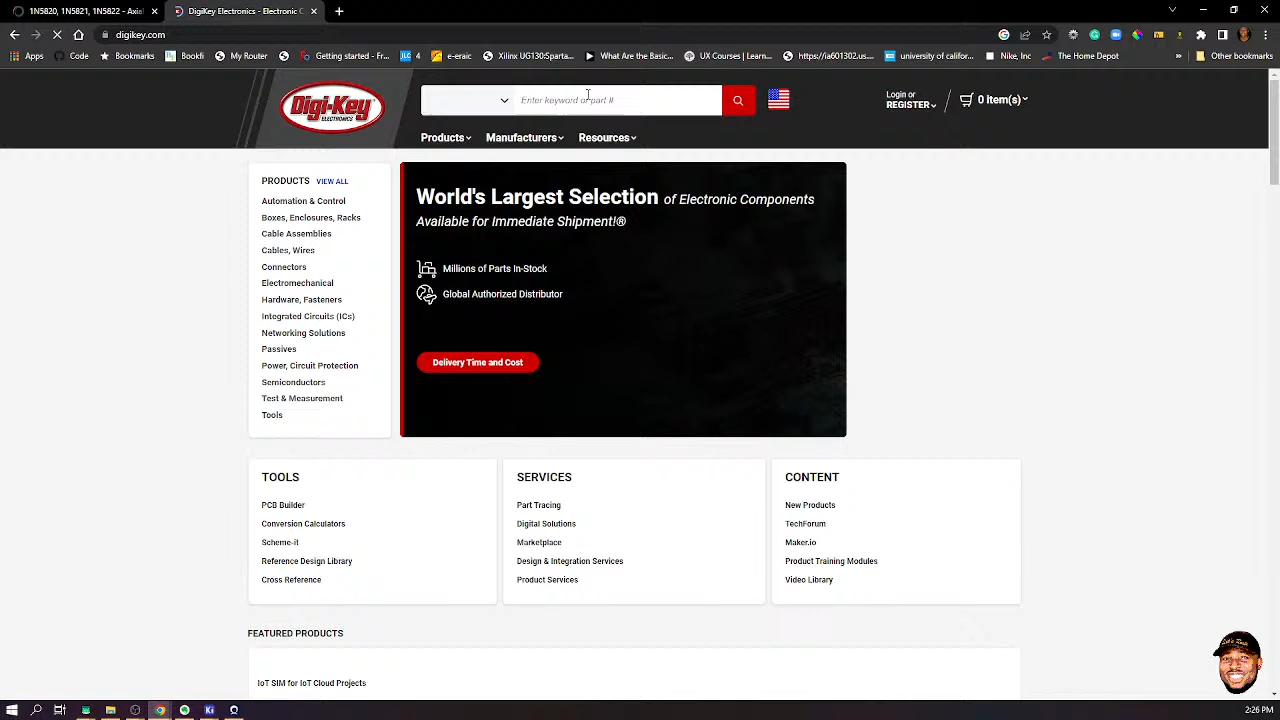 1N5820, 1N5821, 1N5822 - Axial
DigiKey Electronics - Electronic C
digikey.com
Apps
Code
Bookmarks
Bankfi
My Router
Getting started - Fr...
4
e-eraic
Xilinx UG130Sparta...
What Are the Basic...
UX Courses | Learn...
https://ia601302.us...
university of califor...
Nike, Inc
The Home Depot
»
Other bookmarks
Digi-Key
ELECTRONICS
Enter keyword or part #
Login or
REGISTER
0 item(s)
Products
Manufacturers
Resources
PRODUCTS VIEW ALL
Automation & Control
Boxes, Enclosures, Racks
Cable Assemblies
Cables, Wires
Connectors
Electromechanical
Hardware, Fasteners
Integrated Circuits (ICs)
Networking Solutions
Passives
Power, Circuit Protection
Semiconductors
Test & Measurement
Tools
World's Largest Selection of Electronic Components
Available for Immediate Shipment!®
Millions of Parts In-Stock
Global Authorized Distributor
Delivery Time and Cost
TOOLS
PCB Builder
Conversion Calculators
Scheme-it
Reference Design Library
Cross Reference
SERVICES
Part Tracing
Digital Solutions
Marketplace
Design & Integration Services
Product Services
CONTENT
New Products
TechForum
Maker.io
Product Training Modules
Video Library
FEATURED PRODUCTS
IoT SIM for IoT Cloud Projects
2:26 PM